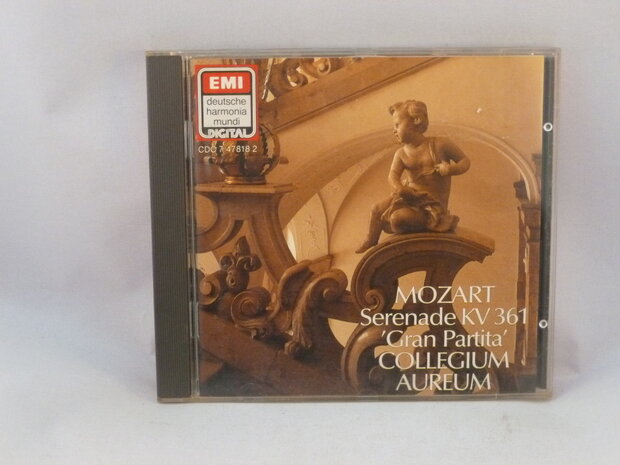 EMI
deutsche
harmonia
mundi
DIGITAL
CDC 7 47818 2
MOZART
Serenade KV 361
'Gran Partita'
COLLEGIUM
AUREUM